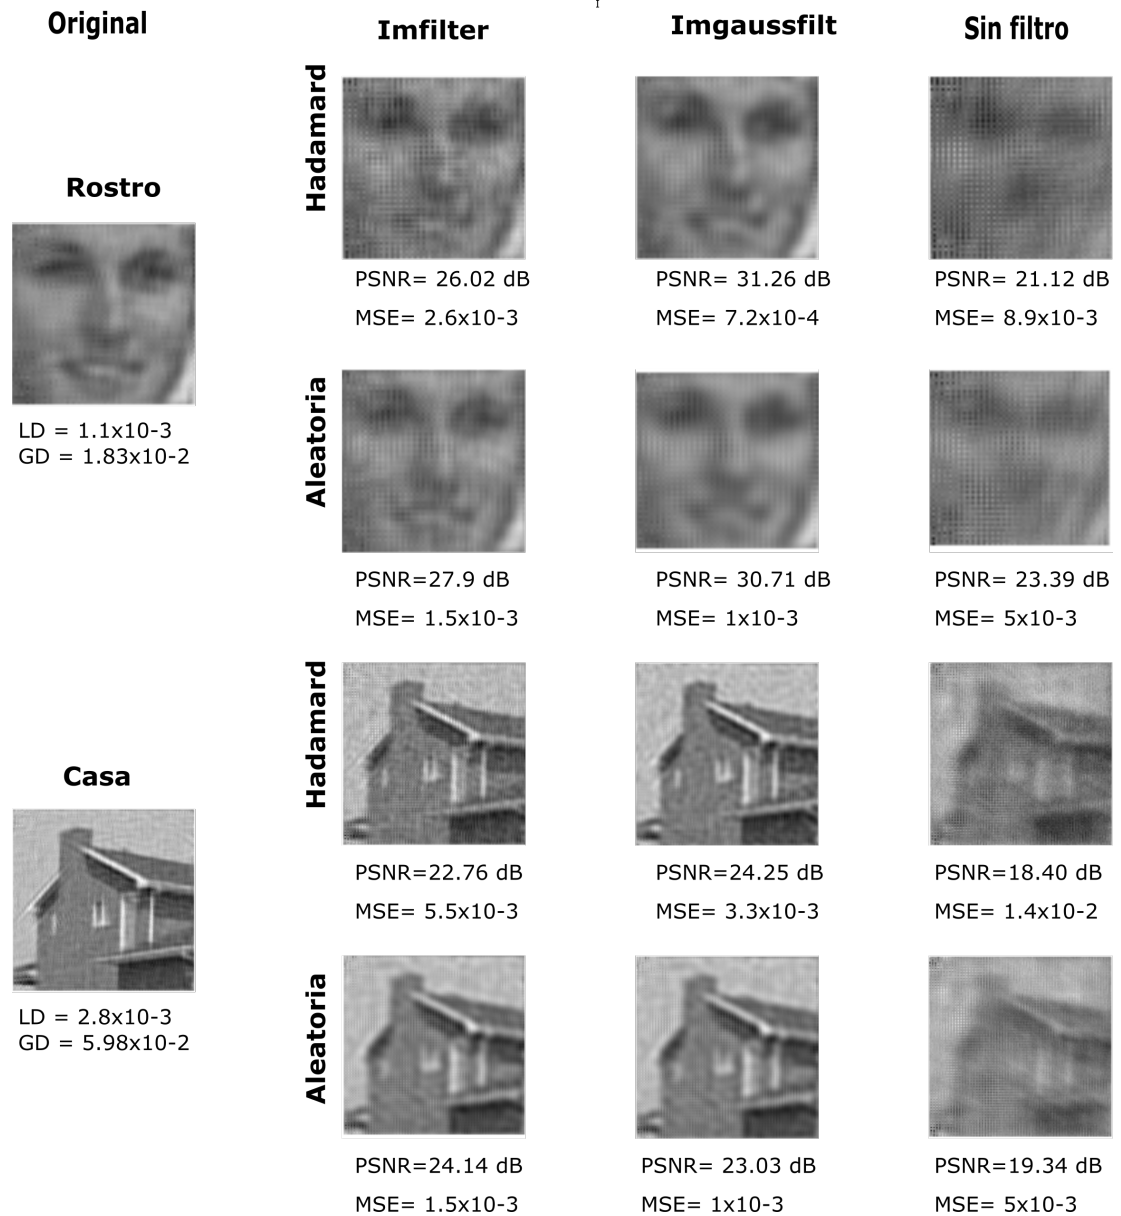 Original
Imfilter
Imgaussfilt
Sin filtro
Rostro
LD = 1.1x10-3
GD = 1.83x10-2
Hadamard
PSNR= 26.02 dB
MSE= 2.6x10-3
PSNR= 31.26 dB
MSE= 7.2x10-4
PSNR= 21.12 dB
MSE= 8.9x10-3
Aleatoria
PSNR=27.9 dB
MSE= 1.5x10-3
PSNR= 30.71 dB
MSE= 1x10-3
PSNR= 23.39 dB
MSE= 5x10-3
Casa
LD = 2.8x10-3
GD = 5.98x10-2
Hadamard
PSNR=22.76 dB
MSE= 5.5x10-3
PSNR=24.25 dB
MSE= 3.3x10-3
PSNR=18.40 dB
MSE= 1.4x10-2
Aleatoria
PSNR=24.14 dB
MSE= 1.5x10-3
PSNR= 23.03 dB
MSE= 1x10-3
PSNR=19.34 dB
MSE= 5x10-3